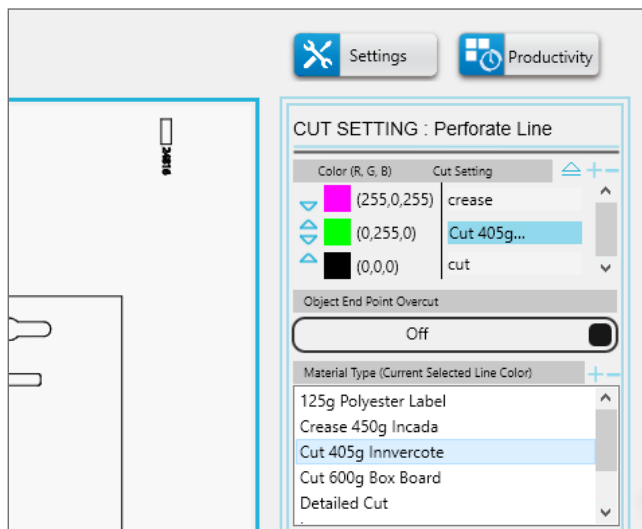 Settings
Productivity
24816
CUT SETTING : Perforate Line
Color (R, G, B) Cut Setting
(255,0,255) crease
(0,255,0) Cut 405g...
(0,0,0) cut
Object End Point Overcut
Off
Material Type (Current Selected Line Color)
125g Polyester Label
Crease 450g Incada
Cut 405g Innvercote
Cut 600g Box Board
Detailed Cut